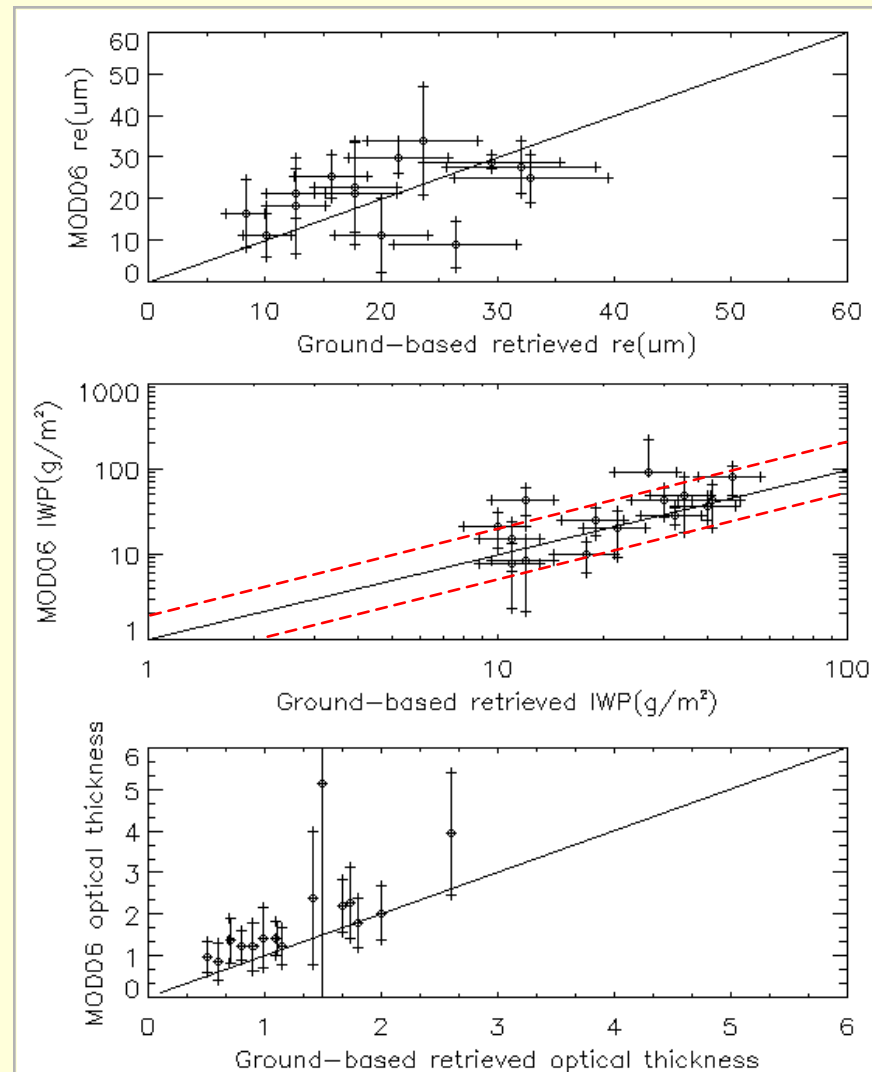 60
50
40
30
20
10
0
MOD06 re(um)
0 10 20 30 40 50 60
Ground-based retrieved re(um)
1000
100
10
1
MOD06 IWP(g/m²)
1 10 100
Ground-based retrieved IWP(g/m²)
6
5
4
3
2
1
0
MOD06 optical thickness
0 1 2 3 4 5 6
Ground-based retrieved optical thickness